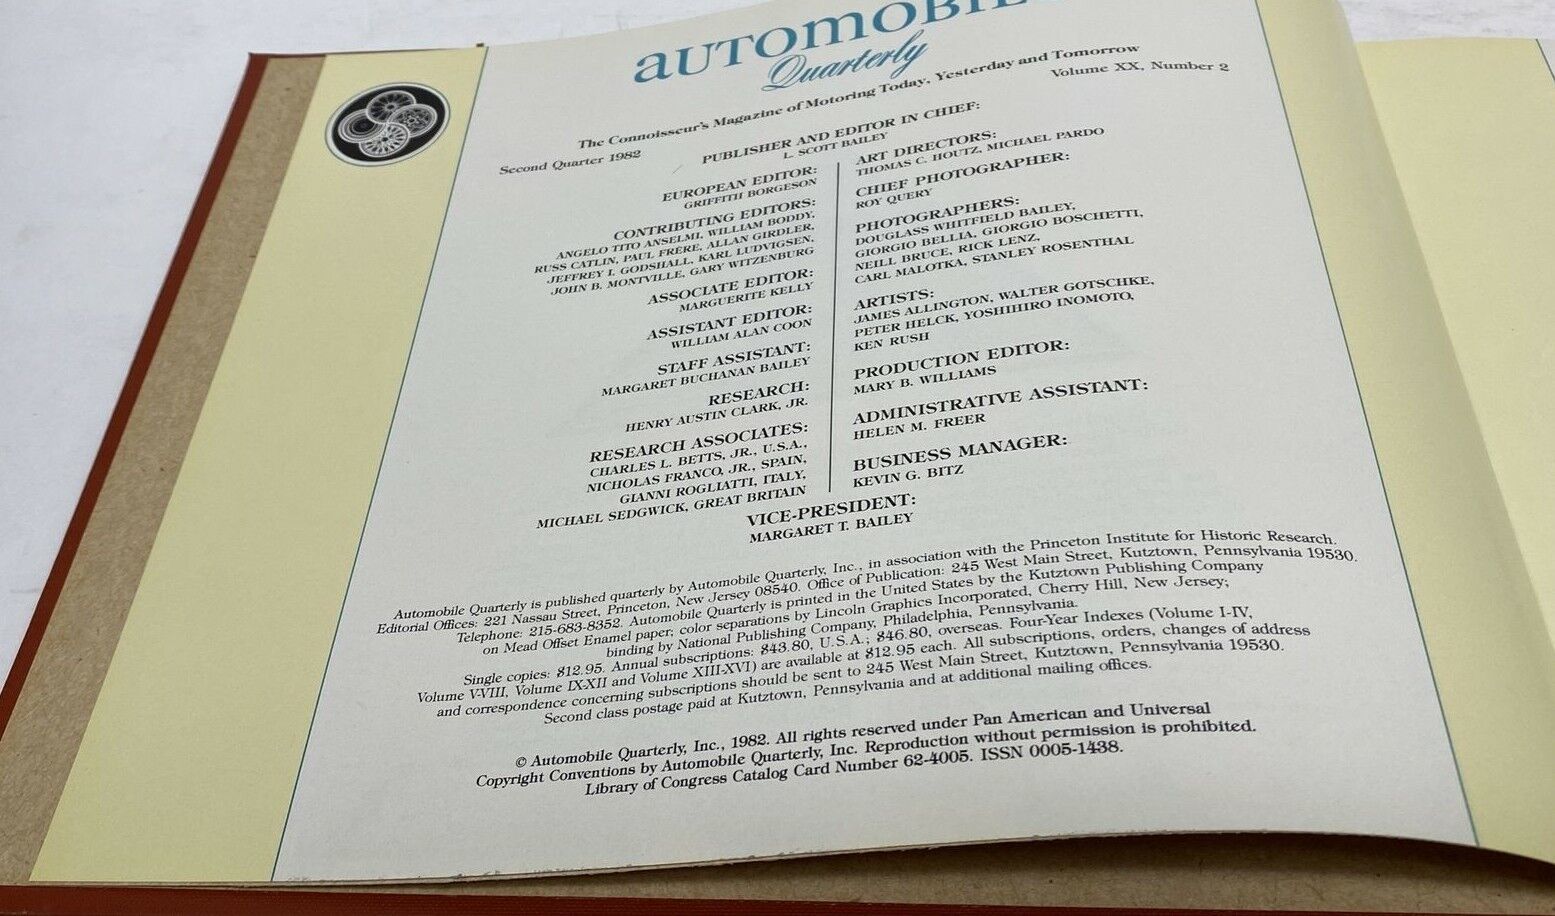 AUTOMOBILE
Quarterly
The Connoisseur's Magazine of Motoring Today, Yesterday and Tomorrow
Second Quarter 1982
Volume XX, Number 2
PUBLISHER AND EDITOR IN CHIEF:
L. SCOTT BAILEY
EUROPEAN EDITOR:
GRIFFITH BORGESON
CONTRIBUTING EDITORS:
ANGELO TITO ANSELMI, WILLIAM BODDY,
RUSS CATLIN, PAUL FRÈRE, ALLAN GIRDLER,
JEFFREY I. GODSHALL, KARL LUDVIGSEN,
JOHN B. MONTVILLE, GARY WITZENBURG
ASSOCIATE EDITOR:
MARGUERITE KELLY
ASSISTANT EDITOR:
WILLIAM ALAN COON
STAFF ASSISTANT:
MARGARET BUCHANAN BAILEY
RESEARCH:
HENRY AUSTIN CLARK, JR.
RESEARCH ASSOCIATES:
CHARLES L. BETTS, JR., U.S.A.,
NICHOLAS FRANCO, JR., SPAIN,
GIANNI ROGLIATTI, ITALY,
MICHAEL SEDGWICK, GREAT BRITAIN
ART DIRECTORS:
THOMAS C. HOUTZ, MICHAEL PARDO
CHIEF PHOTOGRAPHER:
ROY QUERY
PHOTOGRAPHERS:
DOUGLASS WHITFIELD BAILEY,
GIORGIO BELLIA, GIORGIO BOSCHETTI,
NEILL BRUCE, RICK LENZ,
CARL MALOTKA, STANLEY ROSENTHAL
ARTISTS:
JAMES ALLINGTON, WALTER GOTSCHKE,
PETER HELCK, YOSHIHIRO INOMOTO,
KEN RUSH
PRODUCTION EDITOR:
MARY B. WILLIAMS
ADMINISTRATIVE ASSISTANT:
HELEN M. FREER
BUSINESS MANAGER:
KEVIN G. BITZ
VICE-PRESIDENT:
MARGARET T. BAILEY
Automobile Quarterly is published quarterly by Automobile Quarterly, Inc., in association with the Princeton Institute for Historic Research.
Editorial Offices: 221 Nassau Street, Princeton, New Jersey 08540. Office of Publication: 245 West Main Street, Kutztown, Pennsylvania 19530.
Telephone: 215-683-8352. Automobile Quarterly is printed in the United States by the Kutztown Publishing Company
on Mead Offset Enamel paper; color separations by Lincoln Graphics Incorporated, Cherry Hill, New Jersey;
binding by National Publishing Company, Philadelphia, Pennsylvania.
Single copies: $12.95. Annual subscriptions: $43.80, U.S.A.; $46.80, overseas. Four-Year Indexes (Volume I-IV,
Volume V-VIII, Volume IX-XII and Volume XIII-XVI) are available at $12.95 each. All subscriptions, orders, changes of address
and correspondence concerning subscriptions should be sent to 245 West Main Street, Kutztown, Pennsylvania 19530.
Second class postage paid at Kutztown, Pennsylvania and at additional mailing offices.
© Automobile Quarterly, Inc., 1982. All rights reserved under Pan American and Universal
Copyright Conventions by Automobile Quarterly, Inc. Reproduction without permission is prohibited.
Library of Congress Catalog Card Number 62-4005. ISSN 0005-1438.